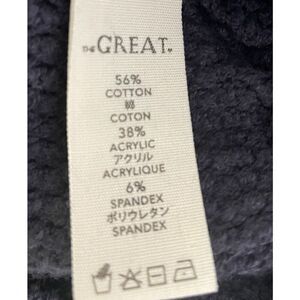 THE GREAT.
56%
COTTON
綿
COTON
38%
ACRYLIC
アクリル
ACRYLIQUE
6%
SPANDEX
ポリウレタン
SPANDEX